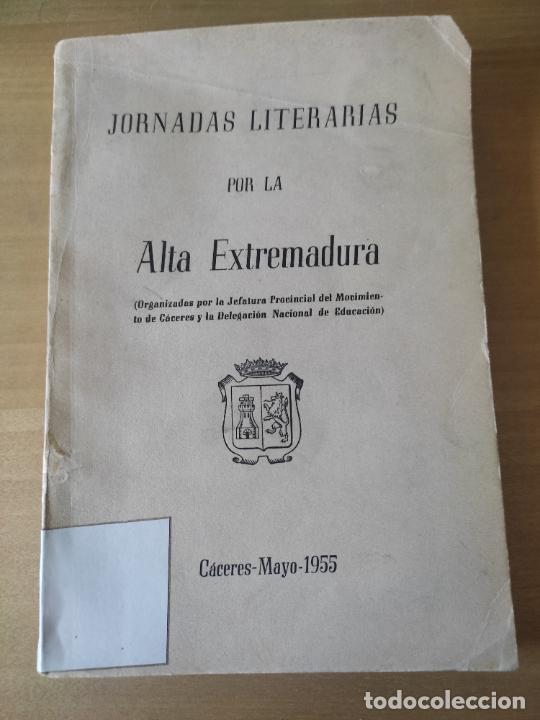 JORNADAS LITERARIAS
POR LA
Alta Extremadura
(Organizadas por la Jefatura Provincial del Movimien-
to de Cáceres y la Delegación Nacional de Educación)
Cáceres-Mayo-1955
todocoleccion